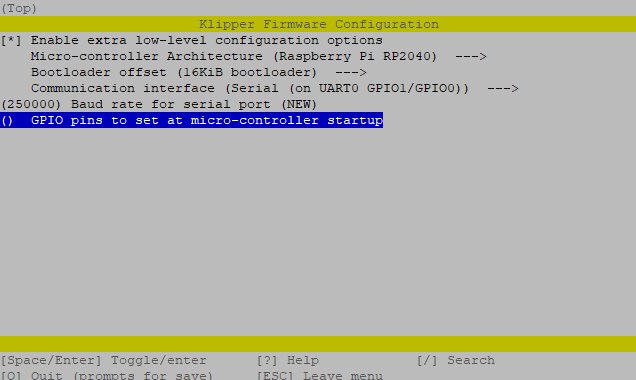 (Top)
Klipper Firmware Configuration
[*] Enable extra low-level configuration options
Micro-controller Architecture (Raspberry Pi RP2040)  --->
Bootloader offset (16KiB bootloader)  --->
Communication interface (Serial (on UART0 GPIO1/GPIO0))  --->
(250000) Baud rate for serial port (NEW)
()  GPIO pins to set at micro-controller startup
[Space/Enter] Toggle/enter [?] Help [/] Search
[Q] Quit (prompts for save) [ESC] Leave menu